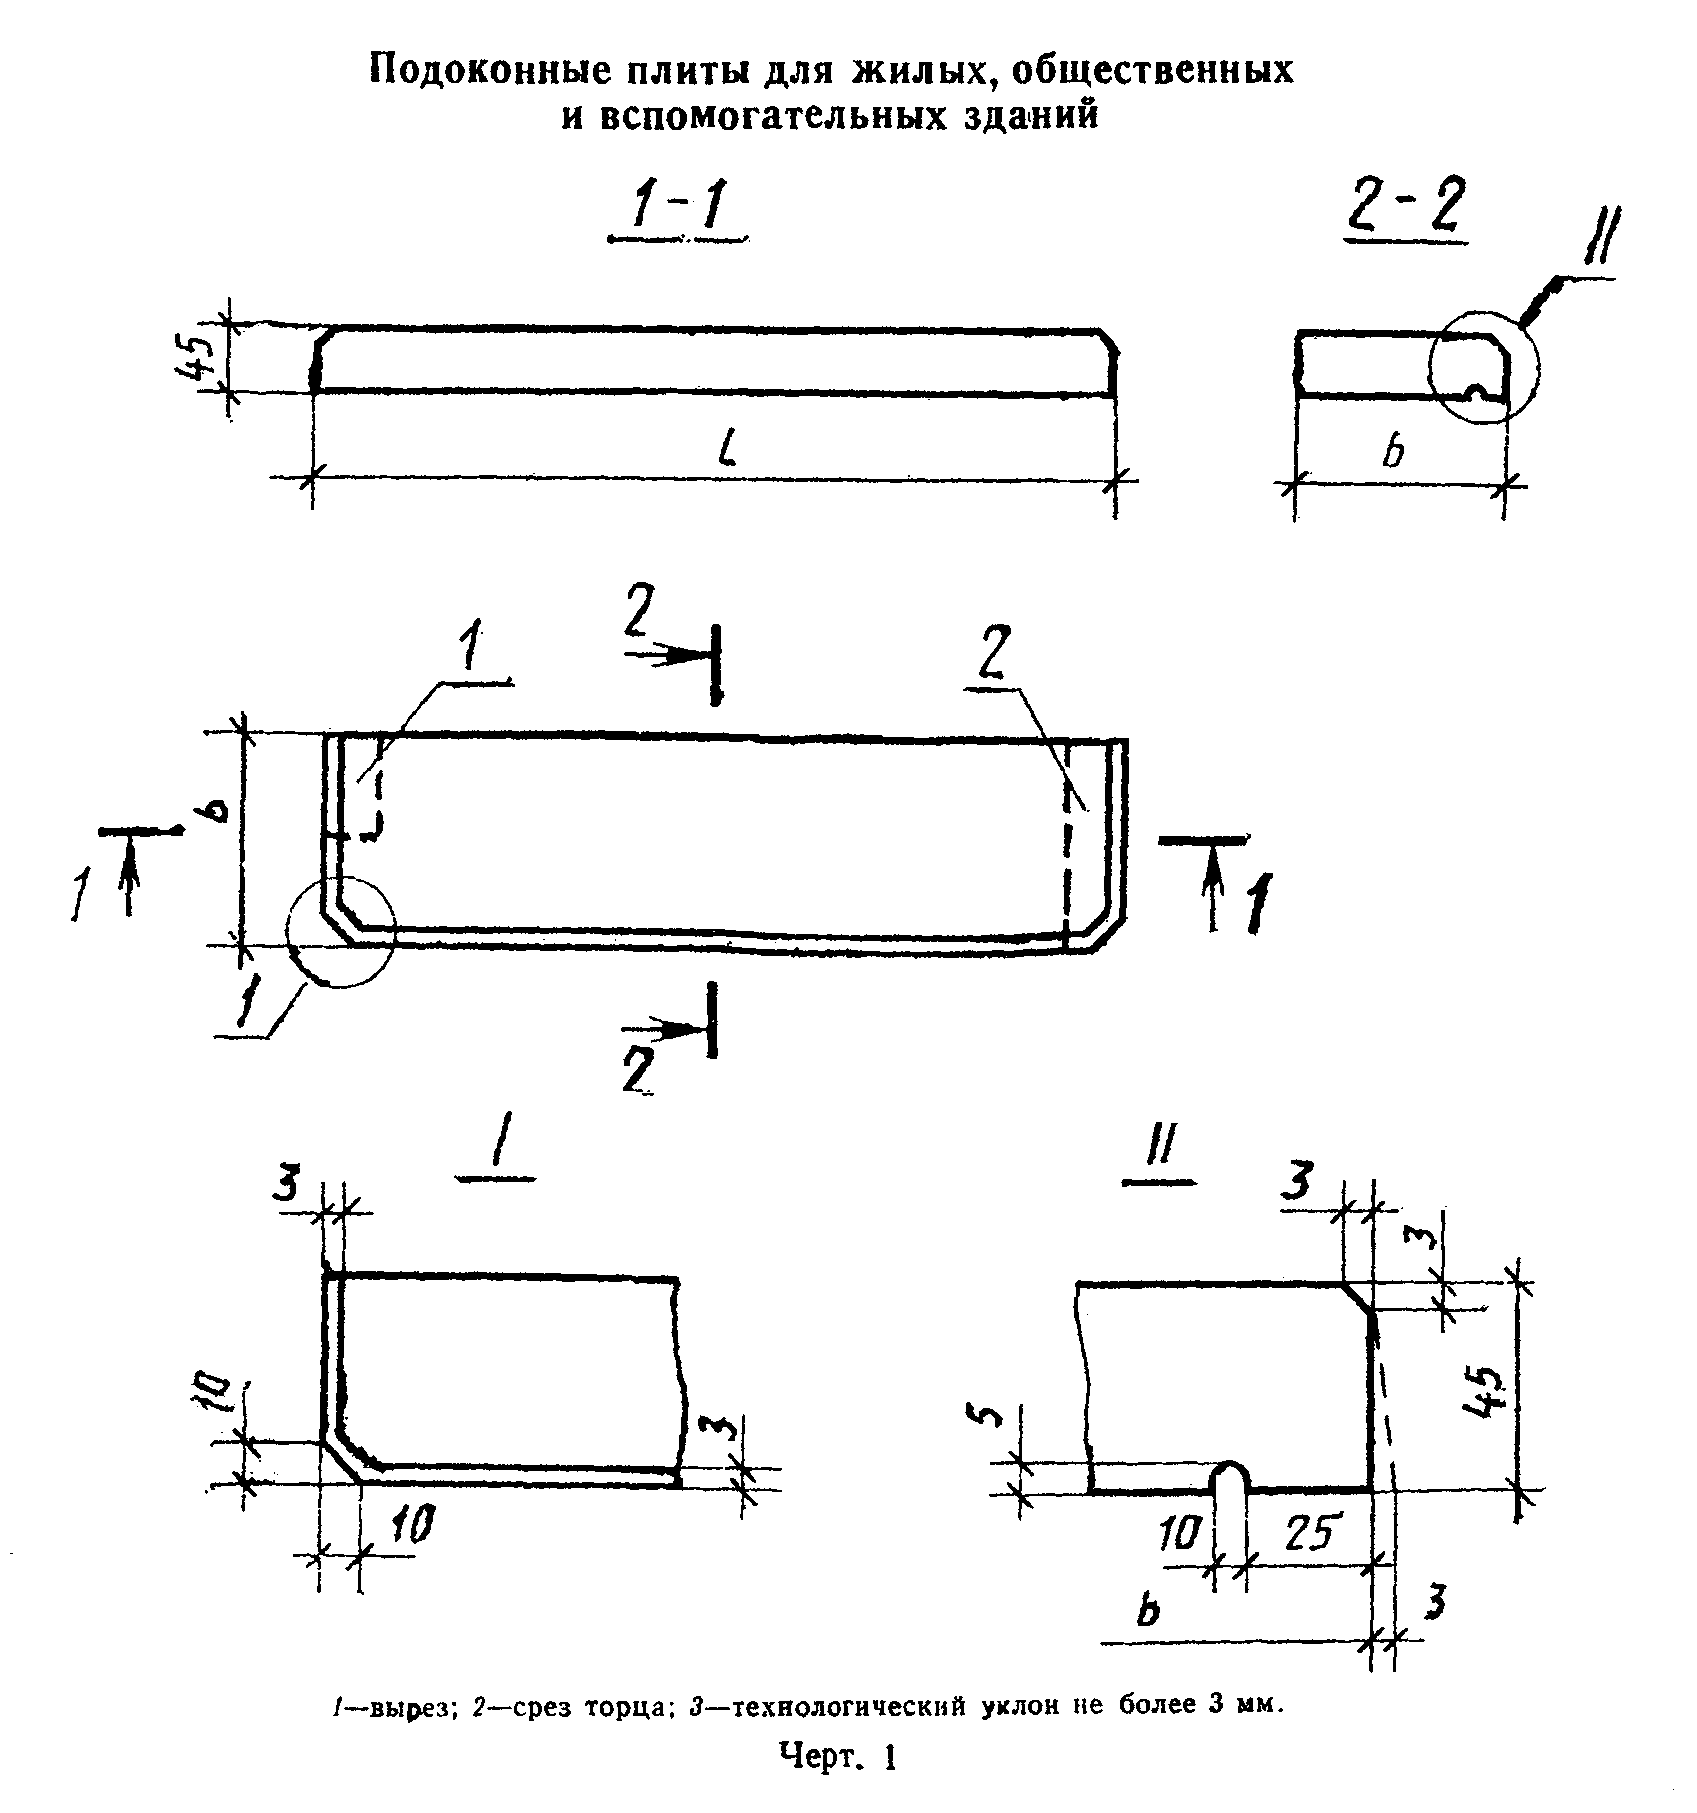 Подоконные плиты для жилых, общественных
и вспомогательных зданий
1-1
2-2
II
45
L
b
2
1
2
b
1
1
1
2
I
II
3
3
3
10
3
5
45
10
10
25
b
3
1—вырез; 2—срез торца; 3—технологический уклон не более 3 мм.
Черт. 1